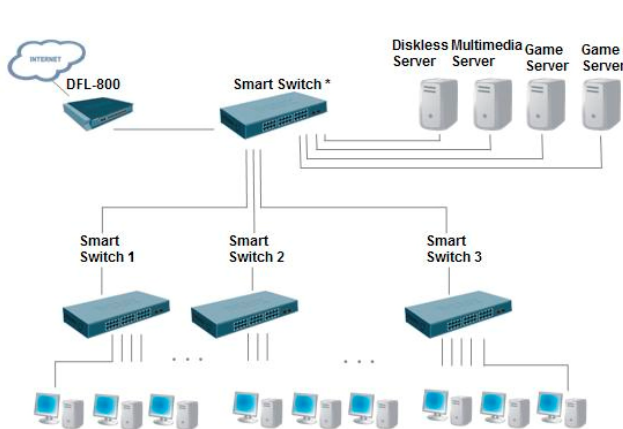 INTERNET
DFL-800
Smart Switch *
Diskless Server
Multimedia Server
Game Server
Game Server
Smart Switch 1
Smart Switch 2
Smart Switch 3